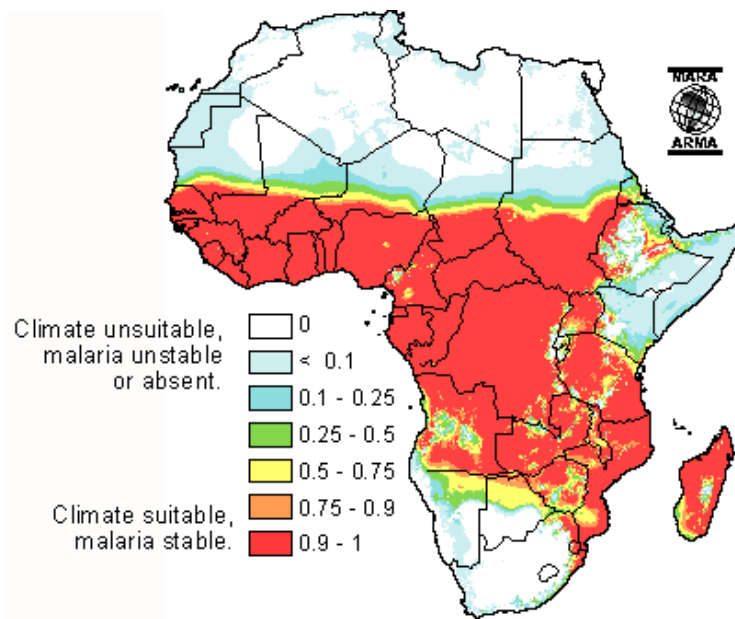 MARA
ARMA
Climate unsuitable,
malaria unstable
or absent.
0
< 0.1
0.1 - 0.25
0.25 - 0.5
0.5 - 0.75
0.75 - 0.9
0.9 - 1
Climate suitable,
malaria stable.